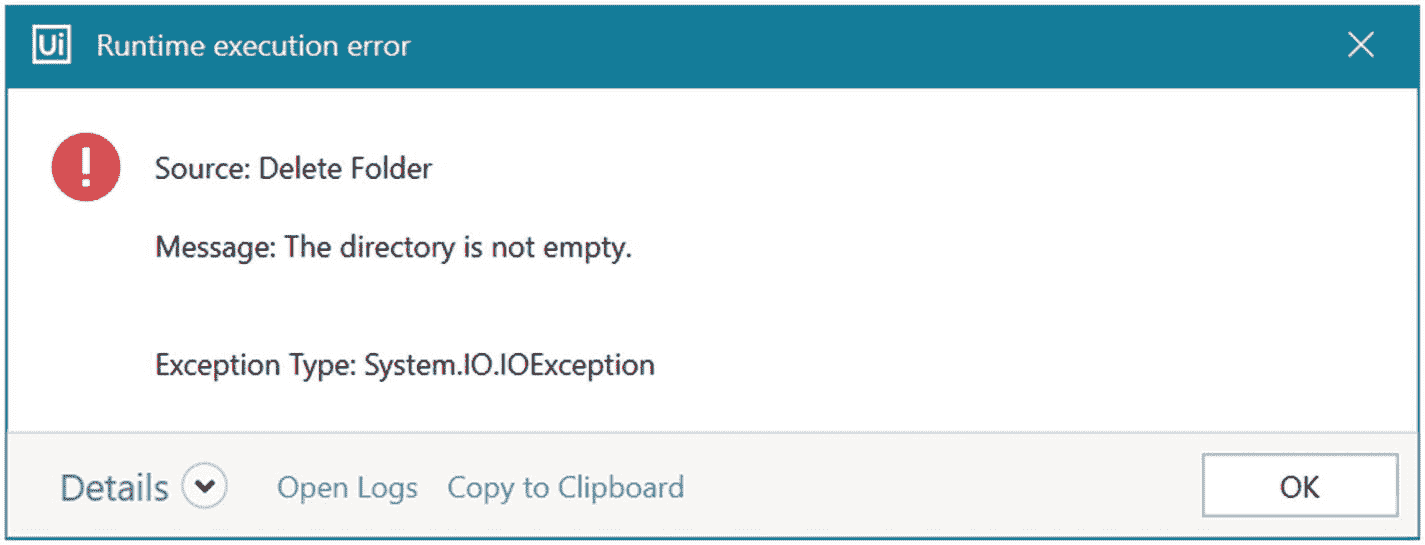 Ui Runtime execution error
Source: Delete Folder
Message: The directory is not empty.
Exception Type: System.IO.IOException
Details Open Logs Copy to Clipboard OK